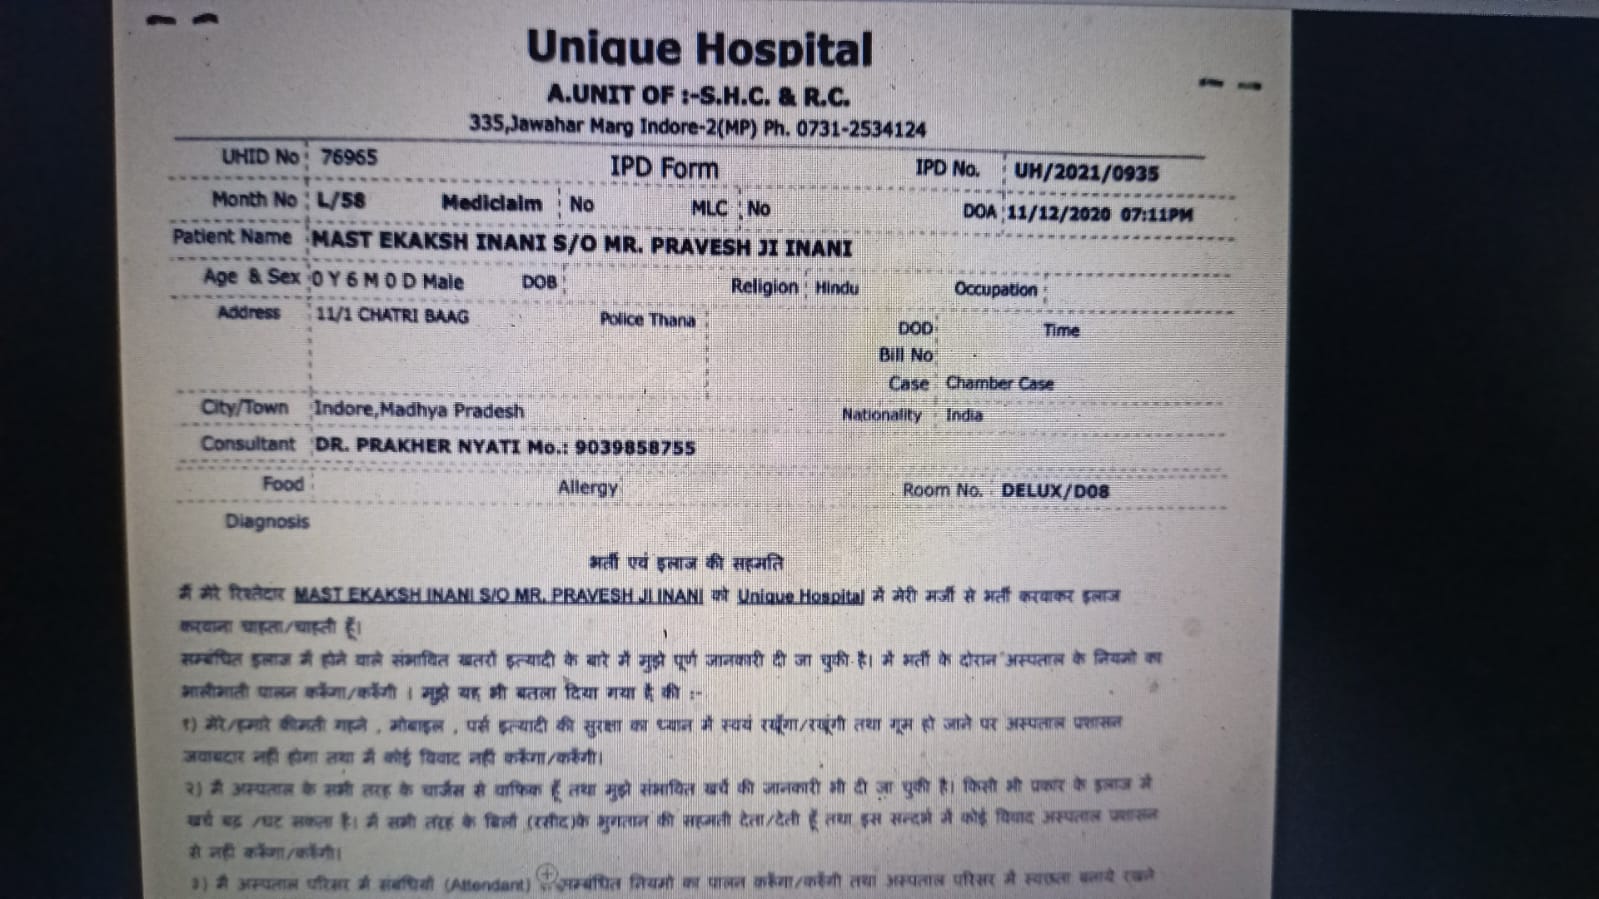 Unique Hospital
A.UNIT OF :-S.H.C. & R.C.
335,Jawahar Marg Indore-2(MP) Ph. 0731-2534124
UHID No 76965 IPD Form IPD No. UH/2021/0935
Month No L/58 Mediclaim No MLC No DOA 11/12/2020 07:11PM
Patient Name MAST EKAKSH INANI S/O MR. PRAVESH JI INANI
Age & Sex 0 Y 6 M 0 D Male DOB Religion Hindu Occupation
Address 11/1 CHATRI BAAG Police Thana DOD Time
Bill No
Case Chamber Case
City/Town Indore,Madhya Pradesh Nationality India
Consultant DR. PRAKHER NYATI Mo.: 9039858755
Food Allergy Room No. DELUX/D08
Diagnosis
भर्ती एवं इलाज की सहमति
मैं मेरे रिश्तेदार MAST EKAKSH INANI S/O MR. PRAVESH JI INANI को Unique Hospital में मेरी मर्जी से भर्ती करवाकर इलाज
करवाना चाहता/चाहती हूँ।
सम्बंधित इलाज में होने वाले संभावित खतरों इत्यादी के बारे में मुझे पूर्ण जानकारी दी जा चुकी है। मे भर्ती के दौरान अस्पताल के नियमो का
भालीभाती पालन करूँगा/करूँगी । मुझे यह भी बतला दिया गया है की :-
१) मेरे/हमारे कीमती गहने , मोबाइल , पर्स इत्यादी की सुरक्षा का ध्यान में स्वयं रखूँगा/रखूंगी तथा गूम हो जाने पर अस्पताल प्रशासन
जवाबदार नही होगा तथा मै कोई विवाद नही करूँगा/करूँगी।
२) मै अस्पताल के सभी तरह के चार्जेस से वाफिक हूँ तथा मुझे संभावित खर्च की जानकारी भी दी जा चुकी है। किसी भी प्रकार के इलाज मे
खर्च बढ़ /घट सकता है। मै सभी तरह के बिलो (रसीद)के भुगतान की सहमती देता/देती हूँ तथा इस सन्दर्भ मे कोई विवाद अस्पताल प्रशासन
से नही करूँगा/करूँगी।
३) मै अस्पताल परिसर मे संबधियो (Attendant) सम्बंधित नियमो का पालन करूँगा/करूँगी तथा अस्पताल परिसर मे स्वछता बनाये रखने